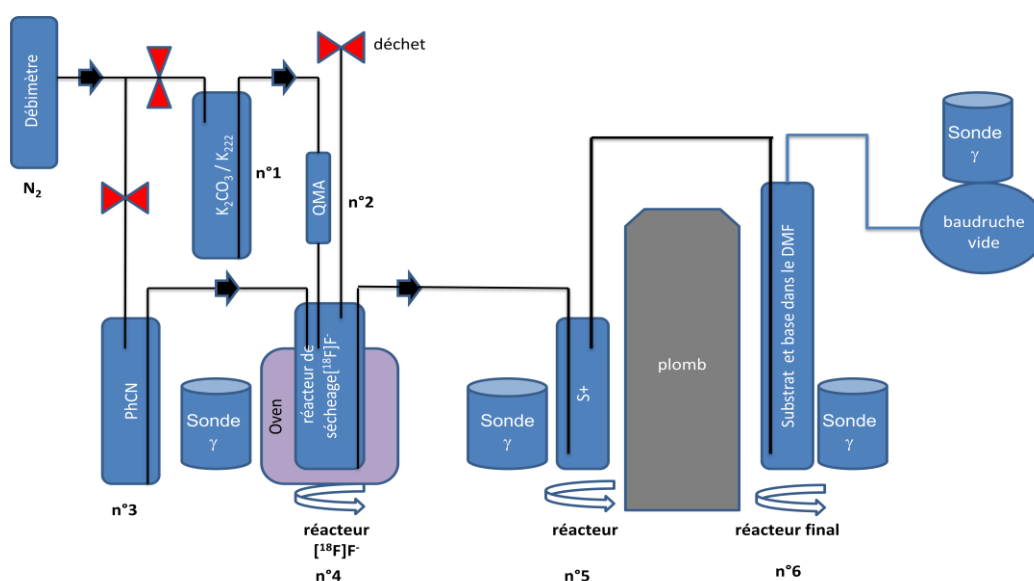 déchet
Débimètre
N₂
K₂CO₃ / K₂₂₂
n°1
QMA
n°2
Sonde
γ
baudruche
vide
PhCN
n°3
Sonde
γ
Oven
réacteur de
sécheage[¹⁸F]F⁻
réacteur
[¹⁸F]F⁻
n°4
Sonde
γ
S+
réacteur
n°5
plomb
Substrat et base dans le DMF
Sonde
γ
réacteur final
n°6